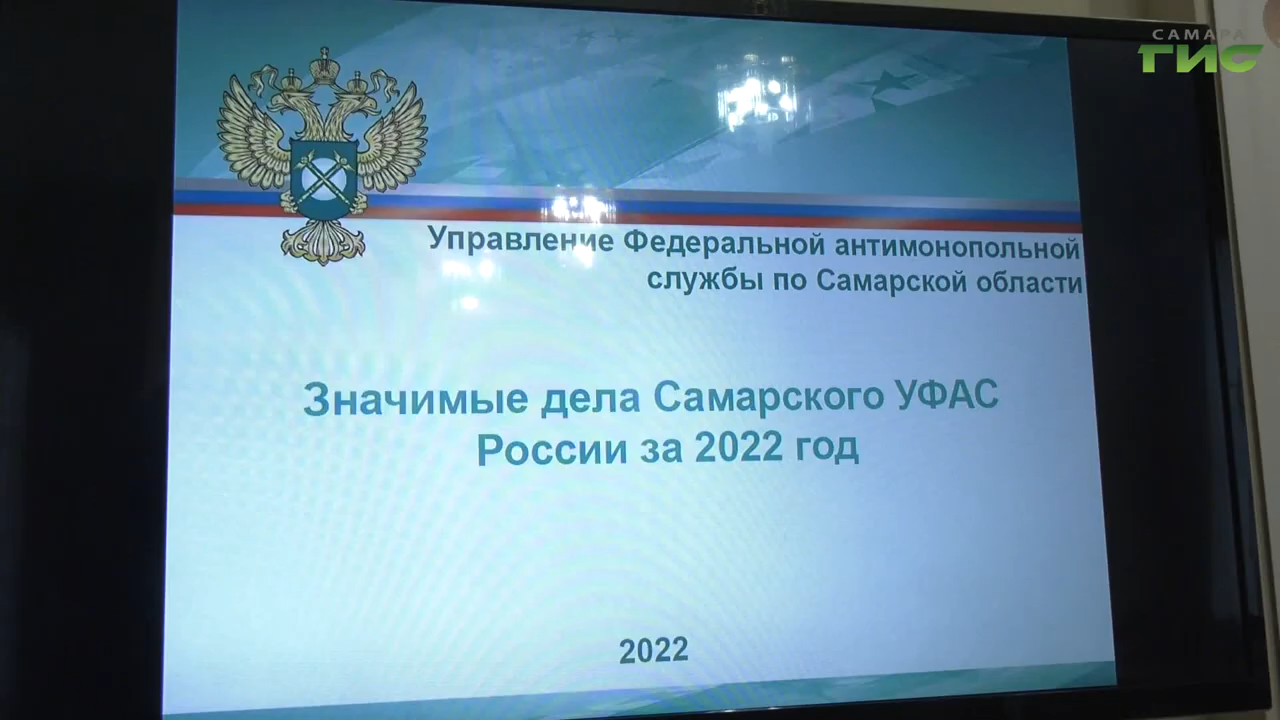 САМАРА
ГИС
Управление Федеральной антимонопольной
службы по Самарской области
Значимые дела Самарского УФАС
России за 2022 год
2022